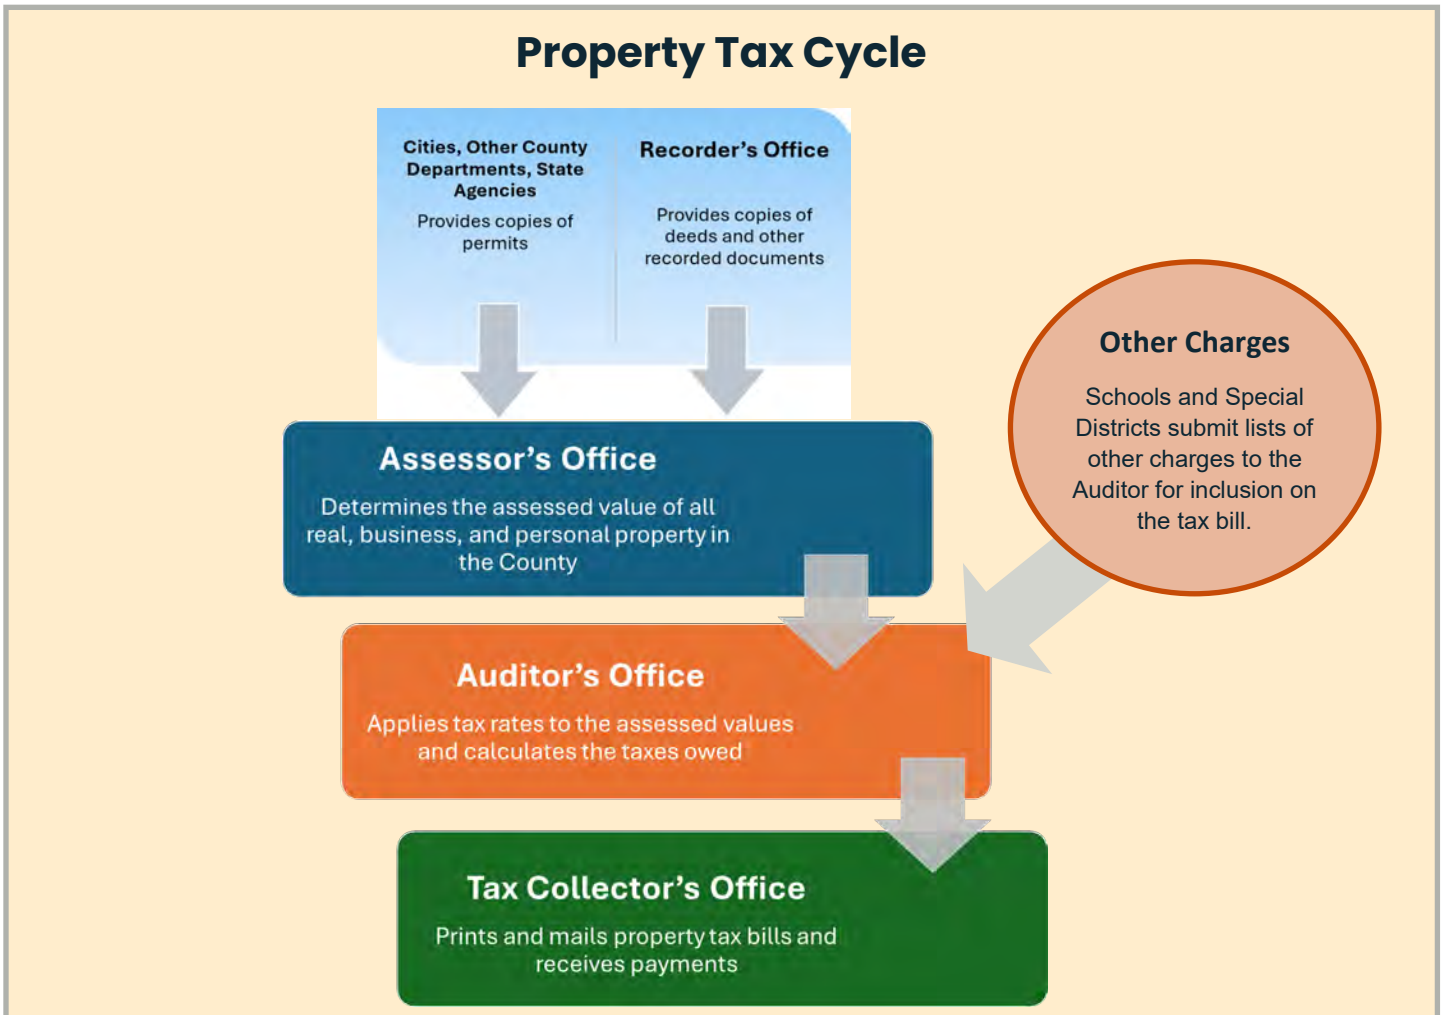 Property Tax Cycle
Cities, Other County
Departments, State
Agencies
Provides copies of
permits
Recorder's Office
Provides copies of
deeds and other
recorded documents
Other Charges
Schools and Special
Districts submit lists of
other charges to the
Auditor for inclusion on
the tax bill.
Assessor's Office
Determines the assessed value of all
real, business, and personal property in
the County
Auditor's Office
Applies tax rates to the assessed values
and calculates the taxes owed
Tax Collector's Office
Prints and mails property tax bills and
receives payments